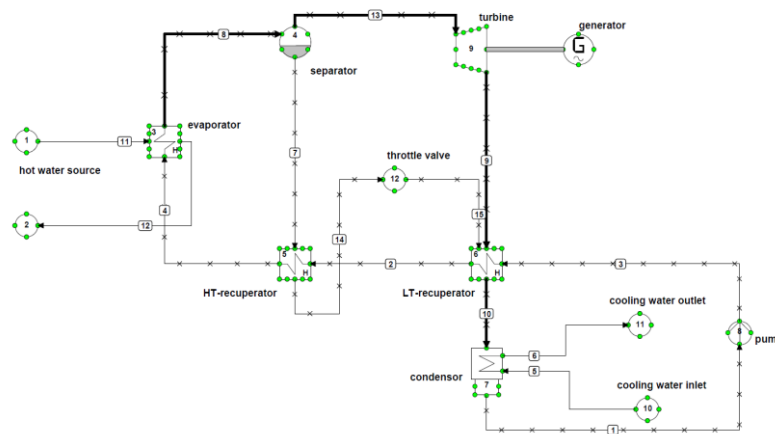 turbine
13
generator
8
4
9
G
separator
evaporator
3
1
11
H
hot water source
7
throttle valve
12
9
4
15
2
12
14
5
H
2
6
H
3
HT-recuperator
LT-recuperator
10
cooling water outlet
6
11
8
pum
condensor
5
7
cooling water inlet
10
1